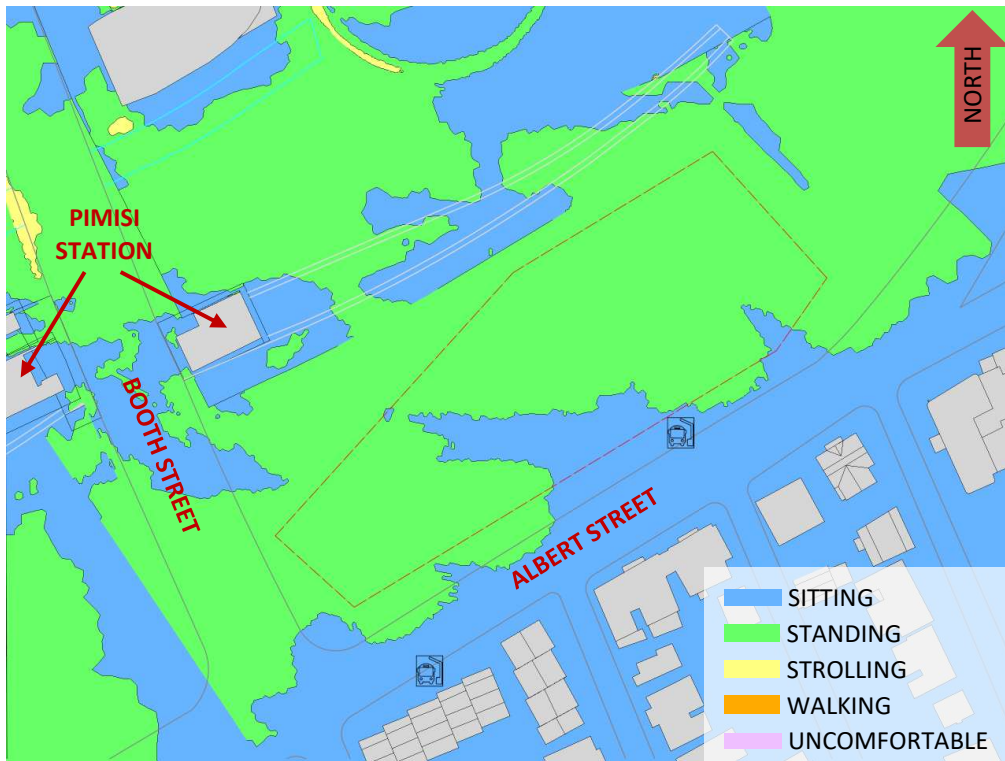 NORTH
PIMISI
STATION
BOOTH STREET
ALBERT STREET
SITTING
STANDING
STROLLING
WALKING
UNCOMFORTABLE